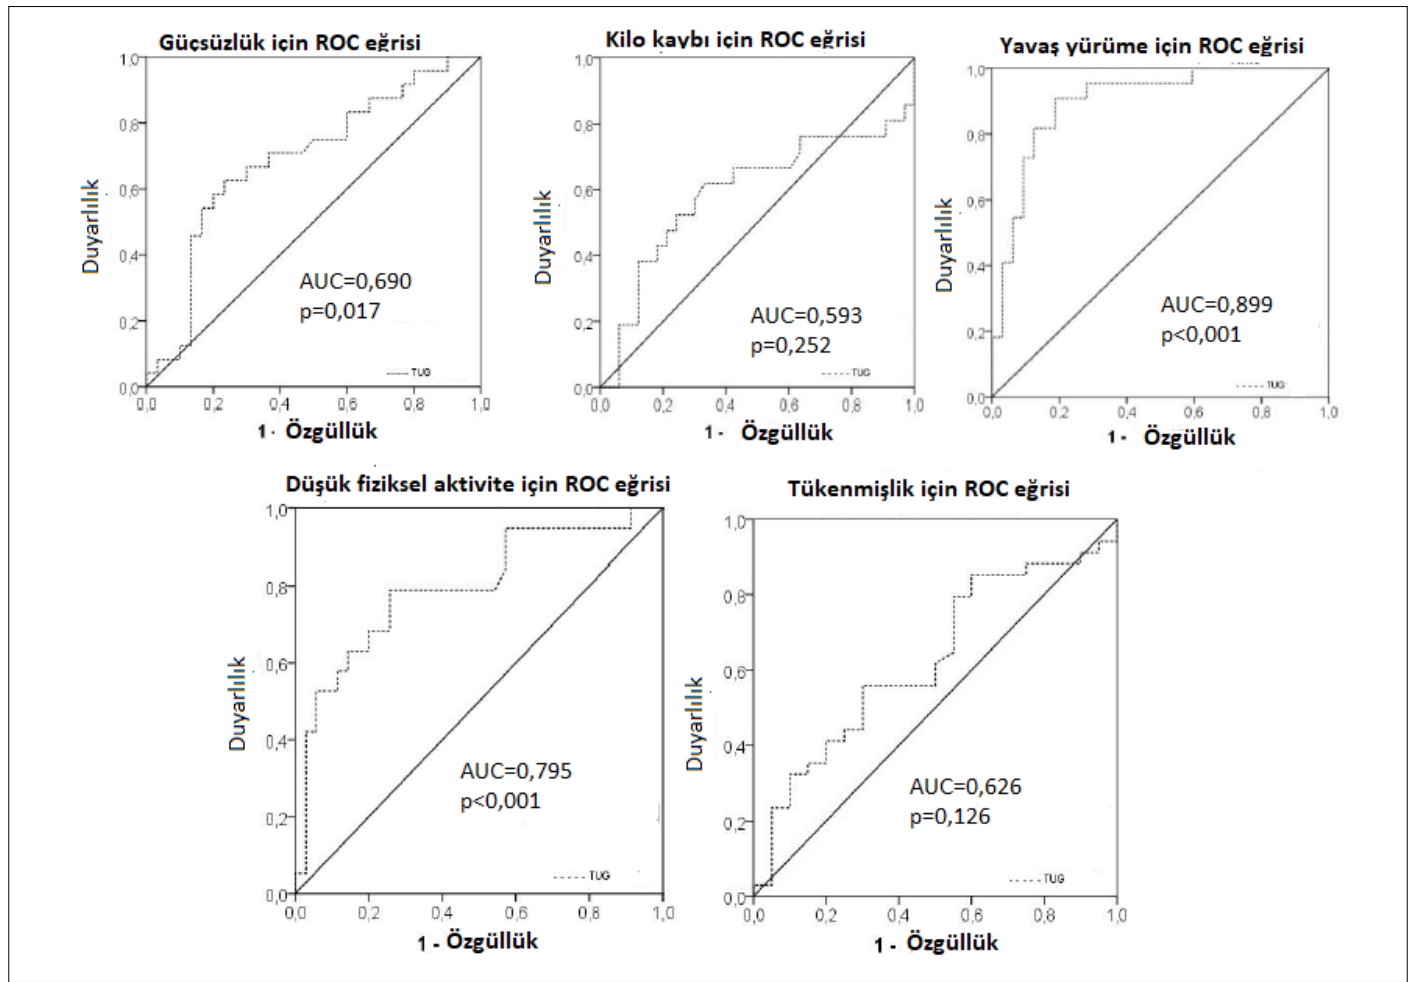 Güçsüzlük için ROC eğrisi
1,0
0,8
0,6
0,4
0,2
0,0
Duyarlılık
AUC=0,690
p=0,017
TUG
0,0 0,2 0,4 0,6 0,8 1,0
1 - Özgüllük
Kilo kaybı için ROC eğrisi
1,0
0,8
0,6
0,4
0,2
0,0
Duyarlılık
AUC=0,593
p=0,252
TUG
0,0 0,2 0,4 0,6 0,8 1,0
1 - Özgüllük
Yavaş yürüme için ROC eğrisi
1,0
0,8
0,6
0,4
0,2
0,0
Duyarlılık
AUC=0,899
p<0,001
TUG
0,0 0,2 0,4 0,6 0,8 1,0
1 - Özgüllük
Düşük fiziksel aktivite için ROC eğrisi
1,0
0,8
0,6
0,4
0,2
0,0
Duyarlılık
AUC=0,795
p<0,001
TUG
0,0 0,2 0,4 0,6 0,8 1,0
1 - Özgüllük
Tükenmişlik için ROC eğrisi
1,0
0,8
0,6
0,4
0,2
0,0
Duyarlılık
AUC=0,626
p=0,126
TUG
0,0 0,2 0,4 0,6 0,8 1,0
1 - Özgüllük